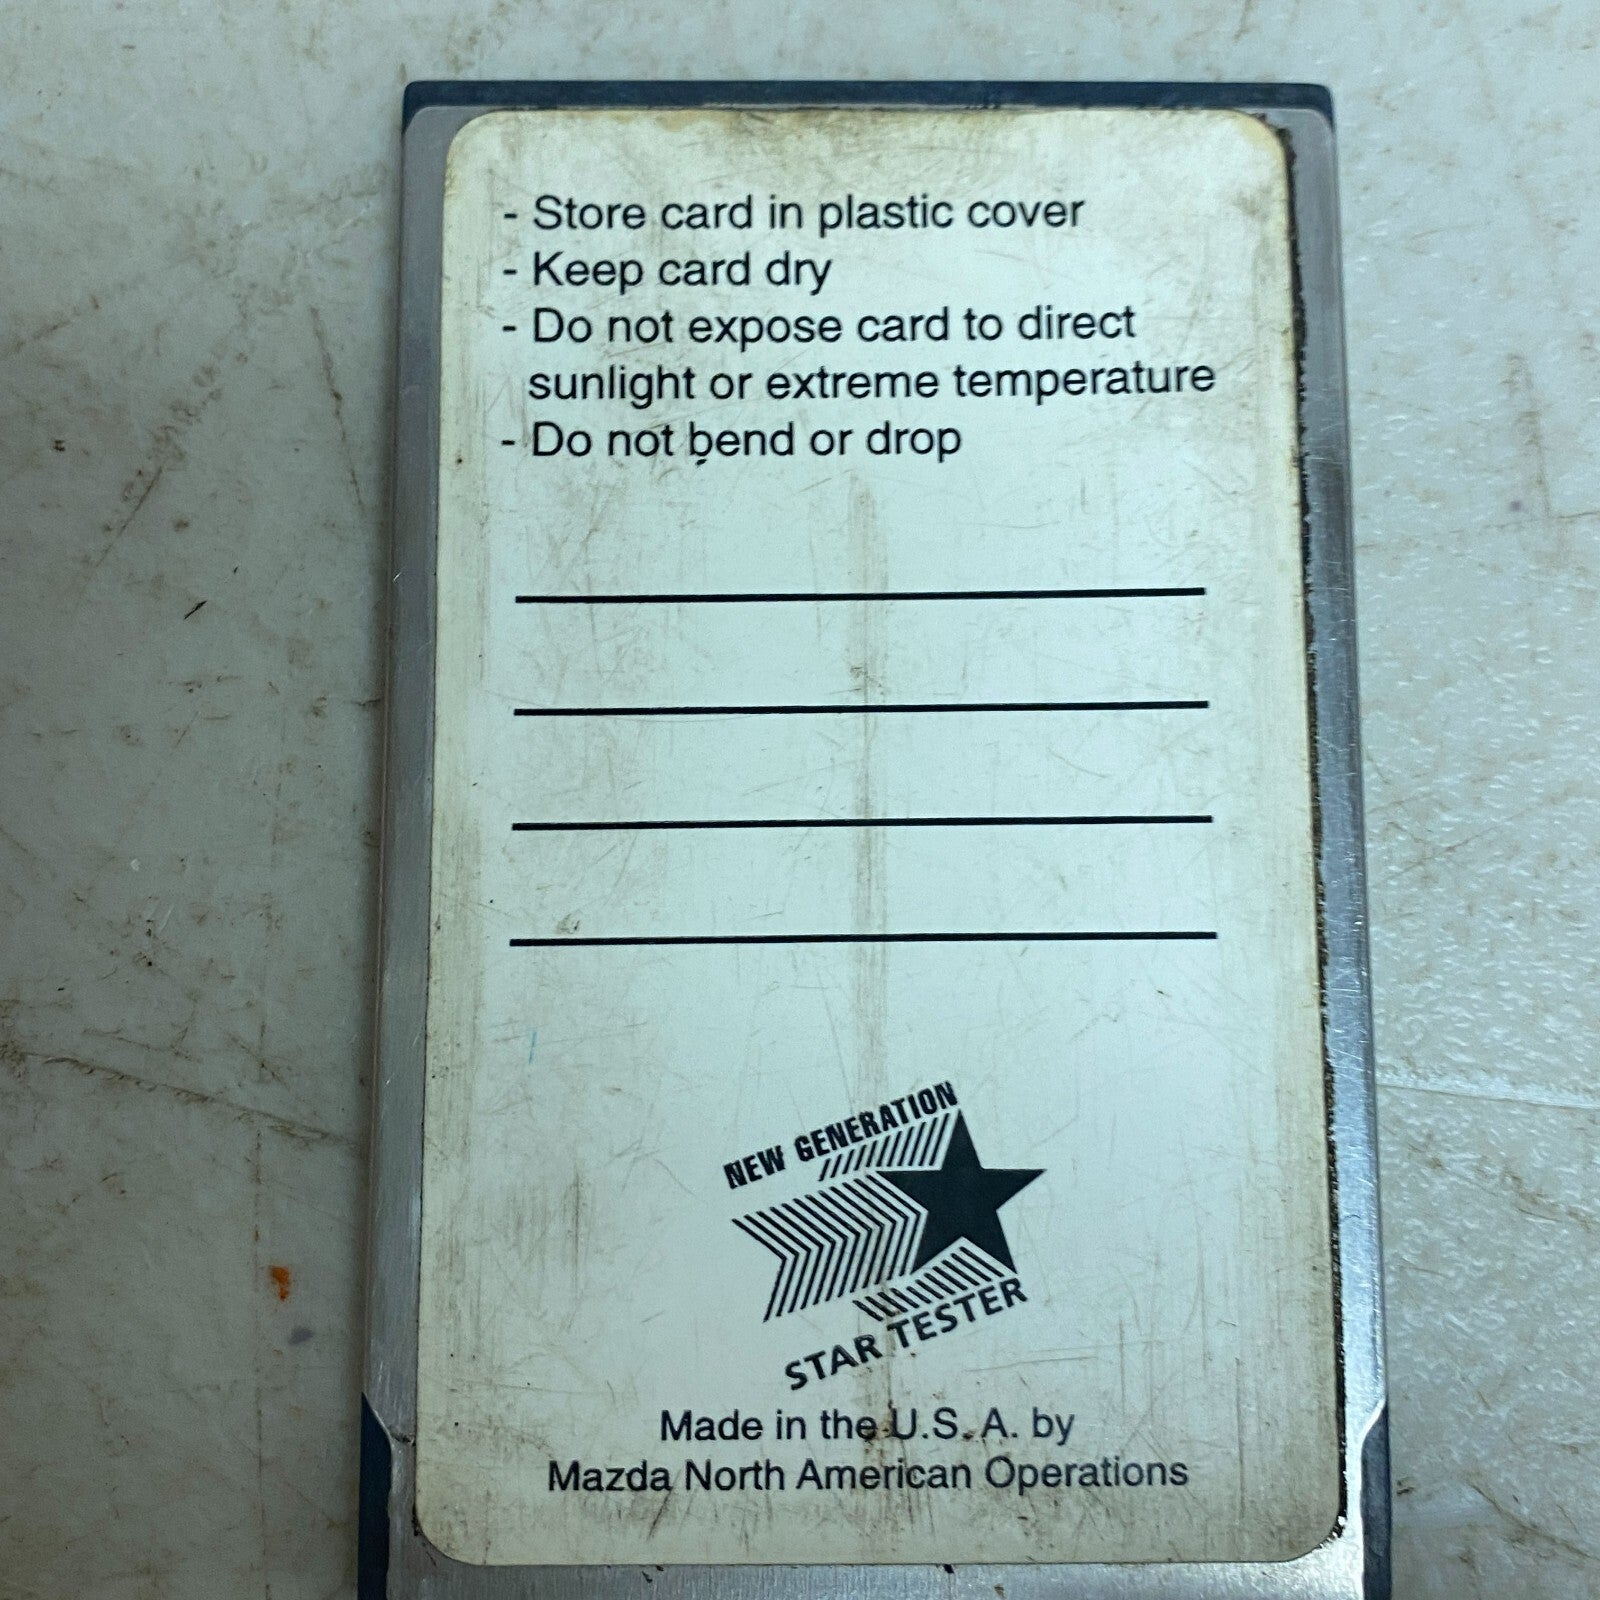 - Store card in plastic cover
- Keep card dry
- Do not expose card to direct
sunlight or extreme temperature
- Do not bend or drop
NEW GENERATION
STAR TESTER
Made in the U.S.A. by
Mazda North American Operations